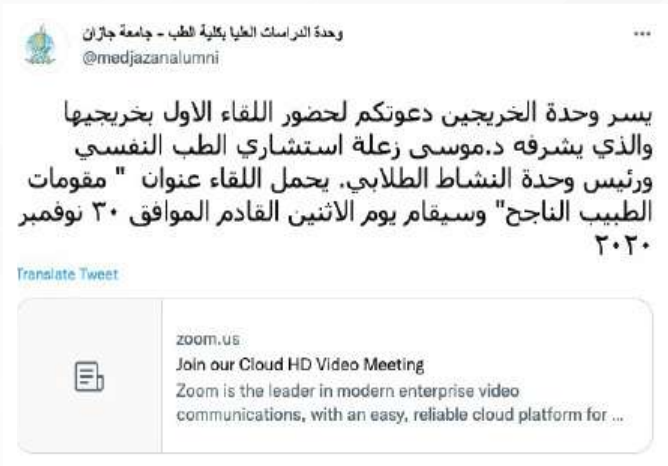 وحدة الدراسات العليا بكلية الطب - جامعة جازان
@medjazanalumni
يسر وحدة الخريجين دعوتكم لحضور اللقاء الاول بخريجيها
والذي يشرفه د.موسى زعلة استشاري الطب النفسي
ورئيس وحدة النشاط الطلابي. يحمل اللقاء عنوان " مقومات
الطبيب الناجح" وسيقام يوم الاثنين القادم الموافق ٣٠ نوفمبر
٢٠٢٠
Translate Tweet
zoom.us
Join our Cloud HD Video Meeting
Zoom is the leader in modern enterprise video
communications, with an easy, reliable cloud platform for ...